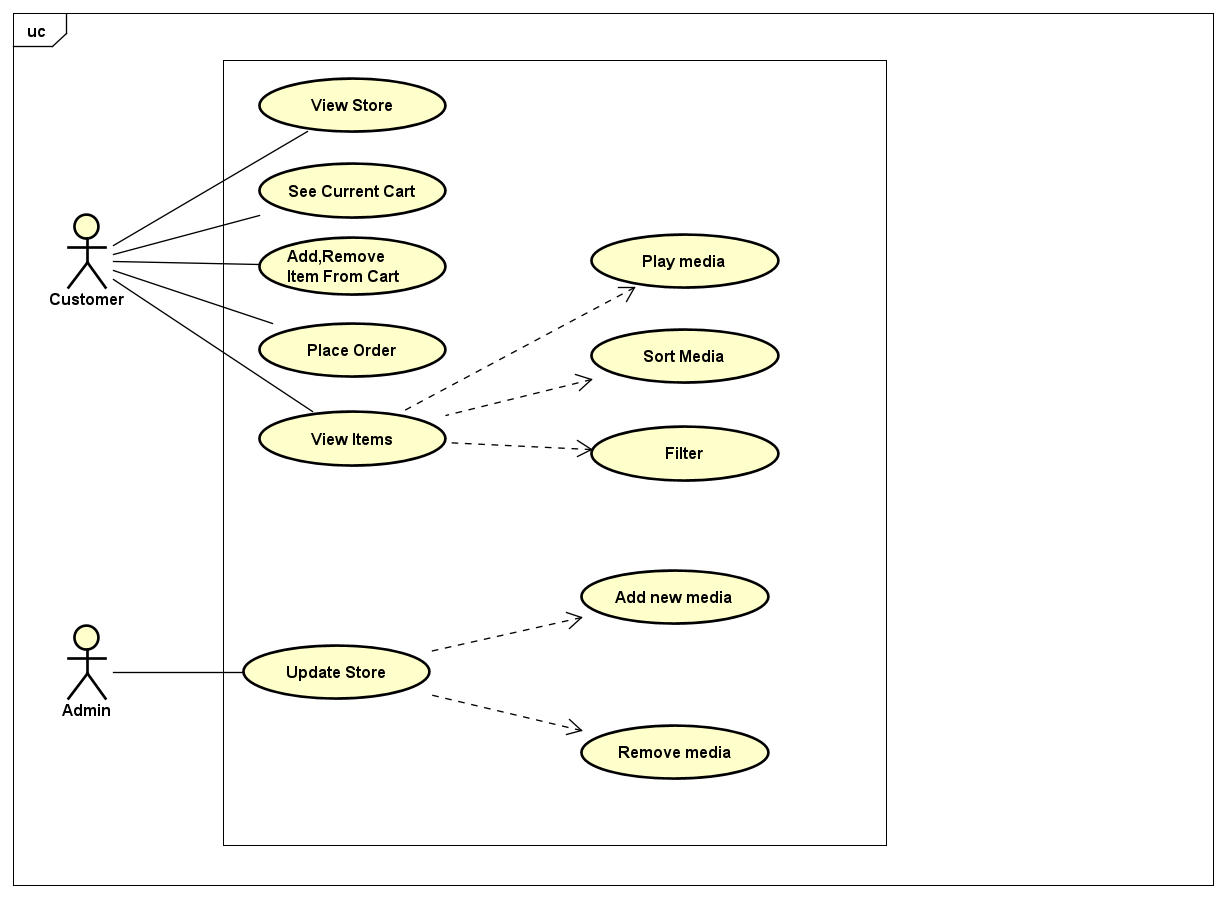 uc
View Store
See Current Cart
Add,Remove
Item From Cart
Customer
Place Order
View Items
Play media
Sort Media
Filter
Add new media
Update Store
Admin
Remove media